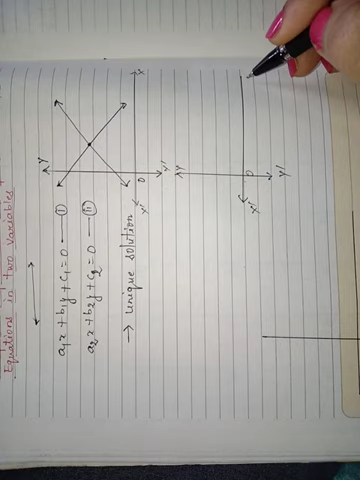 Equations in two variables
a₁x + b₁y + c₁ = 0 — (i)
a₂x + b₂y + c₂ = 0 — (ii)
→ unique solution
Y
X
X'
O
Y'
Y
X'
O
Y'